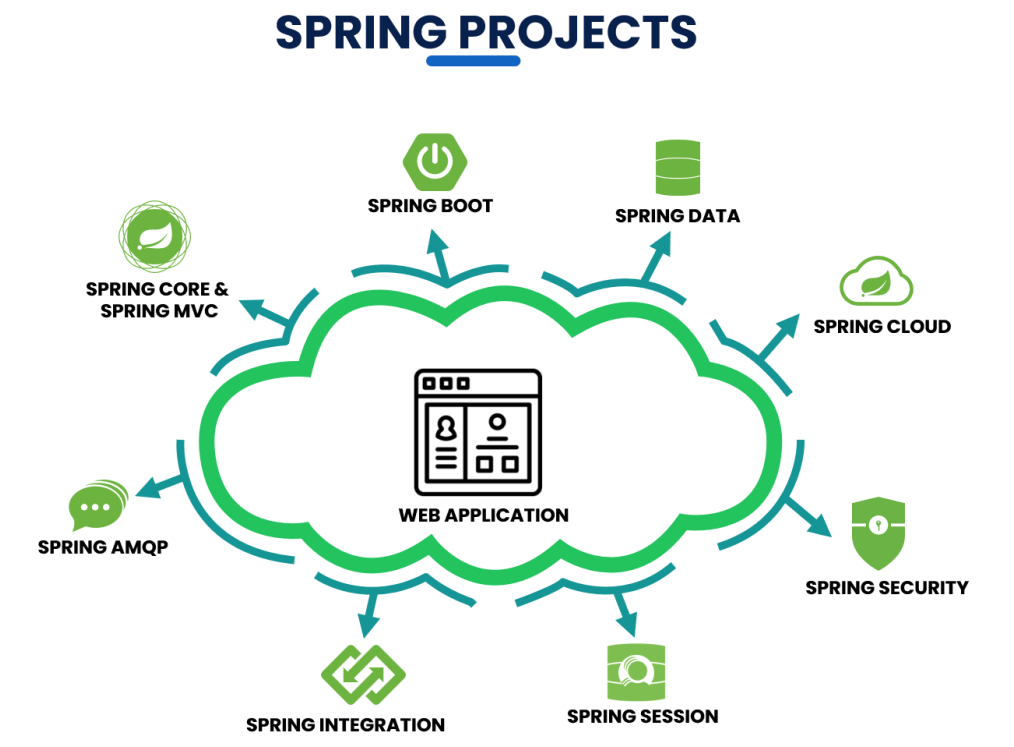 SPRING PROJECTS
SPRING BOOT
SPRING DATA
SPRING CORE &
SPRING MVC
SPRING CLOUD
WEB APPLICATION
SPRING AMQP
SPRING SECURITY
SPRING INTEGRATION
SPRING SESSION